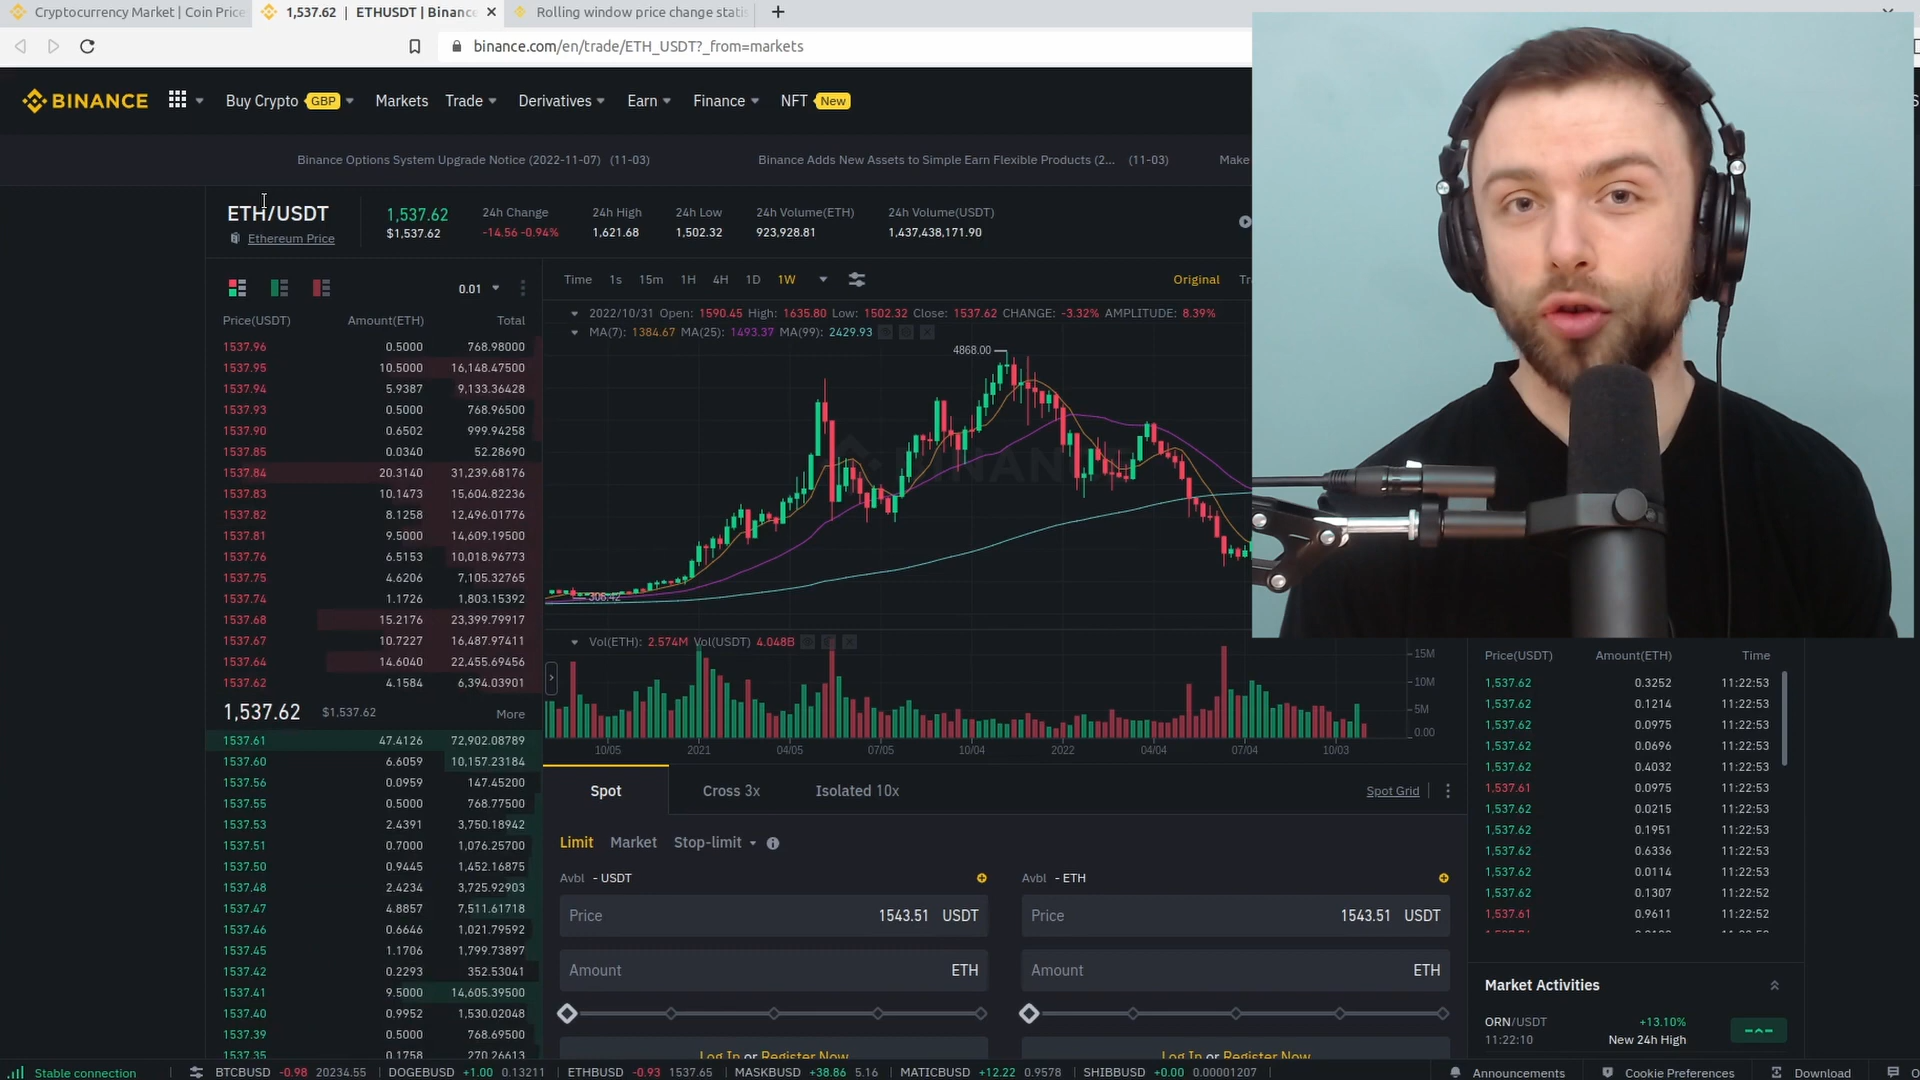 Cryptocurrency Market | Coin Price
1,537.62 | ETHUSDT | Binanc
Rolling window price change statis
binance.com/en/trade/ETH_USDT?_from=markets
BINANCE
Buy Crypto GBP
Markets
Trade
Derivatives
Earn
Finance
NFT New
Binance Options System Upgrade Notice (2022-11-07) (11-03)
Binance Adds New Assets to Simple Earn Flexible Products (2... (11-03)
Make
ETH/USDT
Ethereum Price
1,537.62
$1,537.62
24h Change
-14.56 -0.94%
24h High
1,621.68
24h Low
1,502.32
24h Volume(ETH)
923,928.81
24h Volume(USDT)
1,437,438,171.90
0.01
Price(USDT) Amount(ETH) Total
1537.96 0.5000 768.98000
1537.95 10.5000 16,148.47500
1537.94 5.9387 9,133.36428
1537.93 0.5000 768.96500
1537.90 0.6502 999.94258
1537.85 0.0340 52.28690
1537.84 20.3140 31,239.68176
1537.83 10.1473 15,604.82236
1537.82 8.1258 12,496.01776
1537.81 9.5000 14,609.19500
1537.76 6.5153 10,018.96773
1537.75 4.6206 7,105.32765
1537.74 1.1726 1,803.15392
1537.68 15.2176 23,399.79917
1537.67 10.7227 16,487.97411
1537.64 14.6040 22,455.69456
1537.62 4.1584 6,394.03901
1,537.62 $1,537.62 More
1537.61 47.4126 72,902.08789
1537.60 6.6059 10,157.23184
1537.56 0.0959 147.45200
1537.55 0.5000 768.77500
1537.53 2.4391 3,750.18942
1537.51 0.7000 1,076.25700
1537.50 0.9445 1,452.16875
1537.48 2.4234 3,725.92903
1537.47 4.8857 7,511.61718
1537.46 0.6646 1,021.79592
1537.45 1.1706 1,799.73897
1537.42 0.2293 352.53041
1537.41 9.5000 14,605.39500
1537.40 0.9952 1,530.02048
1537.39 0.5000 768.69500
1537.35 0.1758 270.26613
Time 1s 15m 1H 4H 1D 1W
Original
2022/10/31 Open: 1590.45 High: 1635.80 Low: 1502.32 Close: 1537.62 CHANGE: -3.32% AMPLITUDE: 8.39%
MA(7): 1384.67 MA(25): 1493.37 MA(99): 2429.93
4868.00
306.42
Vol(ETH): 2.574M Vol(USDT) 4.048B
15M
10M
5M
0.00
10/05 2021 04/05 07/05 10/04 2022 04/04 07/04 10/03
Spot Cross 3x Isolated 10x Spot Grid
Limit Market Stop-limit
Avbl - USDT
Price 1543.51 USDT
Amount ETH
Log In or Register Now
Avbl - ETH
Price 1543.51 USDT
Amount ETH
Log In or Register Now
Price(USDT) Amount(ETH) Time
1,537.62 0.3252 11:22:53
1,537.62 0.1214 11:22:53
1,537.62 0.0975 11:22:53
1,537.62 0.0696 11:22:53
1,537.62 0.4032 11:22:53
1,537.61 0.0975 11:22:53
1,537.62 0.0215 11:22:53
1,537.62 0.1951 11:22:53
1,537.62 0.6336 11:22:53
1,537.62 0.0114 11:22:53
1,537.62 0.1307 11:22:52
1,537.61 0.9611 11:22:52
Market Activities
ORN/USDT +13.10%
11:22:10 New 24h High
Stable connection
BTCBUSD -0.98 20234.55
DOGEBUSD +1.00 0.13211
ETHBUSD -0.93 1537.65
MASKBUSD +38.86 5.16
MATICBUSD +12.22 0.9578
SHIBBUSD +0.00 0.00001207
Announcements
Cookie Preferences
Download